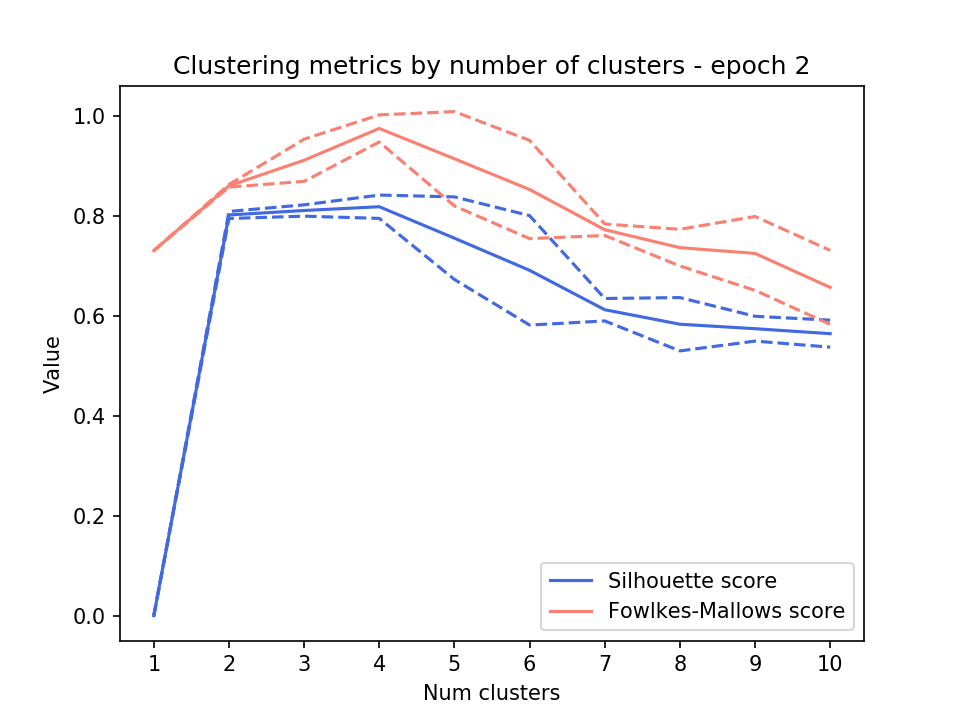 Clustering metrics by number of clusters - epoch 2
1.0
0.8
0.6
0.4
0.2
0.0
Value
1 2 3 4 5 6 7 8 9 10
Num clusters
Silhouette score
Fowlkes-Mallows score